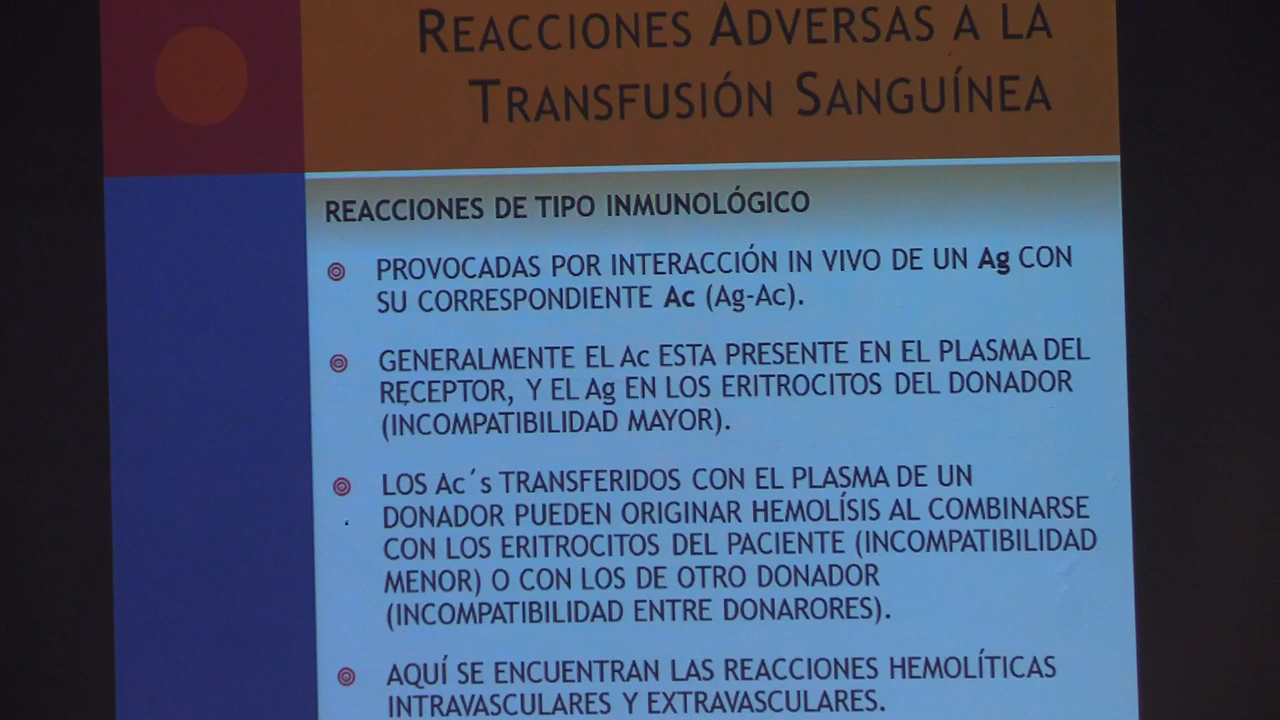 REACCIONES ADVERSAS A LA
TRANSFUSIÓN SANGUÍNEA
REACCIONES DE TIPO INMUNOLÓGICO
PROVOCADAS POR INTERACCIÓN IN VIVO DE UN Ag CON
SU CORRESPONDIENTE Ac (Ag-Ac).
GENERALMENTE EL Ac ESTA PRESENTE EN EL PLASMA DEL
RECEPTOR, Y EL Ag EN LOS ERITROCITOS DEL DONADOR
(INCOMPATIBILIDAD MAYOR).
LOS Ac´s TRANSFERIDOS CON EL PLASMA DE UN
DONADOR PUEDEN ORIGINAR HEMOLÍSIS AL COMBINARSE
CON LOS ERITROCITOS DEL PACIENTE (INCOMPATIBILIDAD
MENOR) O CON LOS DE OTRO DONADOR
(INCOMPATIBILIDAD ENTRE DONARORES).
AQUÍ SE ENCUENTRAN LAS REACCIONES HEMOLÍTICAS
INTRAVASCULARES Y EXTRAVASCULARES.